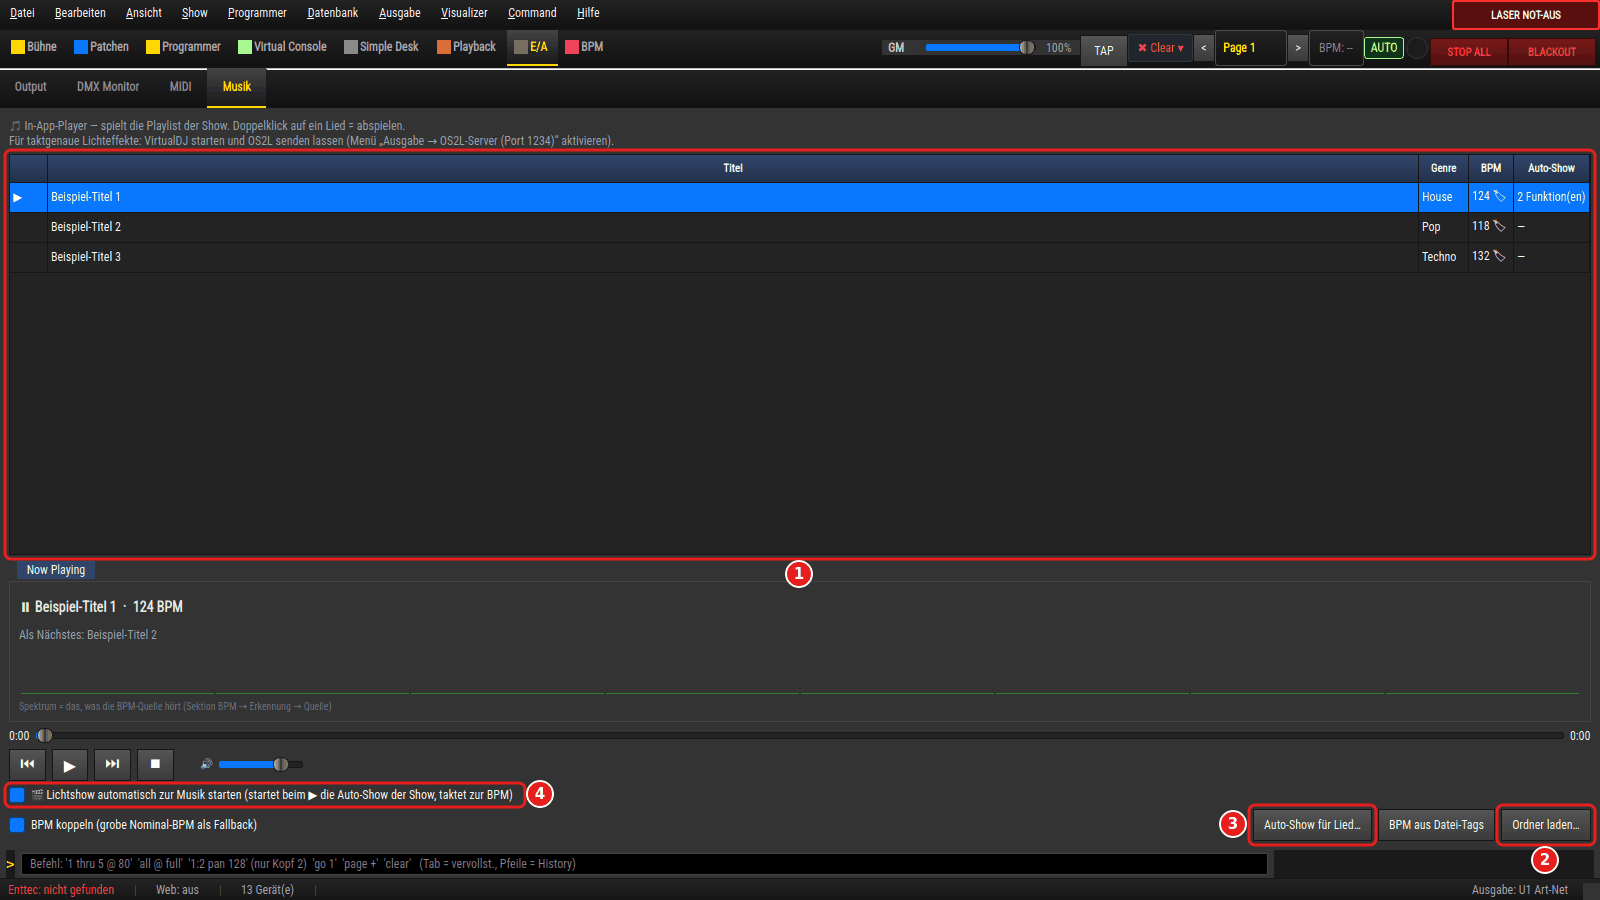 Datei Bearbeiten Ansicht Show Programmer Datenbank Ausgabe Visualizer Command Hilfe
LASER NOT-AUS
Bühne Patchen Programmer Virtual Console Simple Desk Playback E/A BPM
GM 100% TAP ✖ Clear ▾ < Page 1 > BPM: -- AUTO STOP ALL BLACKOUT
Output DMX Monitor MIDI Musik
🎵 In-App-Player — spielt die Playlist der Show. Doppelklick auf ein Lied = abspielen.
Für taktgenaue Lichteffekte: VirtualDJ starten und OS2L senden lassen (Menü „Ausgabe → OS2L-Server (Port 1234)“ aktivieren).
Titel Genre BPM Auto-Show
▶ Beispiel-Titel 1 House 124 🏷 2 Funktion(en)
Beispiel-Titel 2 Pop 118 🏷 —
Beispiel-Titel 3 Techno 132 🏷 —
Now Playing
1
⏸ Beispiel-Titel 1 · 124 BPM
Als Nächstes: Beispiel-Titel 2
Spektrum = das, was die BPM-Quelle hört (Sektion BPM → Erkennung → Quelle)
0:00 0:00
⏮ ▶ ⏭ ⏹ 🔊
🎬 Lichtshow automatisch zur Musik starten (startet beim ▶ die Auto-Show der Show, taktet zur BPM) 4
BPM koppeln (grobe Nominal-BPM als Fallback)
3 Auto-Show für Lied… BPM aus Datei-Tags Ordner laden…
2
> Befehl: '1 thru 5 @ 80' 'all @ full' '1:2 pan 128' (nur Kopf 2) 'go 1' 'page +' 'clear' (Tab = vervollst., Pfeile = History)
Enttec: nicht gefunden | Web: aus | 13 Gerät(e) | Ausgabe: U1 Art-Net